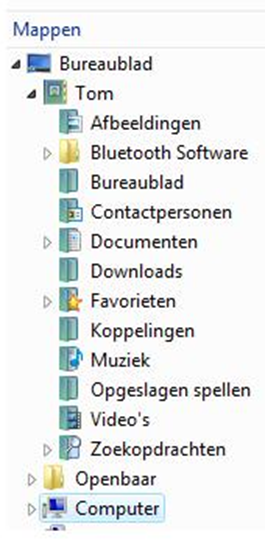 Mappen
Bureaublad
Tom
Afbeeldingen
Bluetooth Software
Bureaublad
Contactpersonen
Documenten
Downloads
Favorieten
Koppelingen
Muziek
Opgeslagen spellen
Video's
Zoekopdrachten
Openbaar
Computer